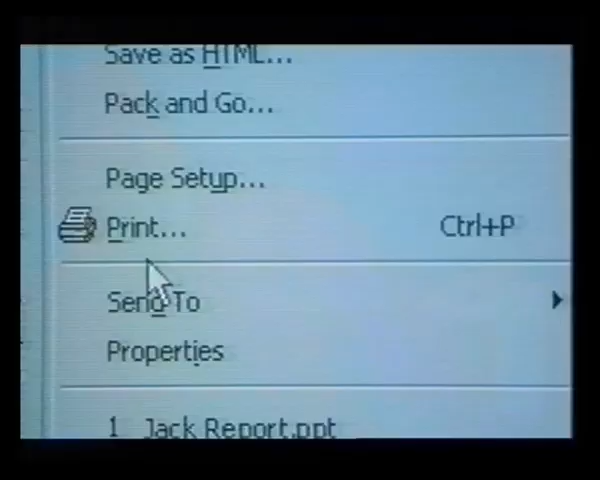 Save as HTML...
Pack and Go...
Page Setup...
Print... Ctrl+P
Send To
Properties
1 Jack Report.ppt